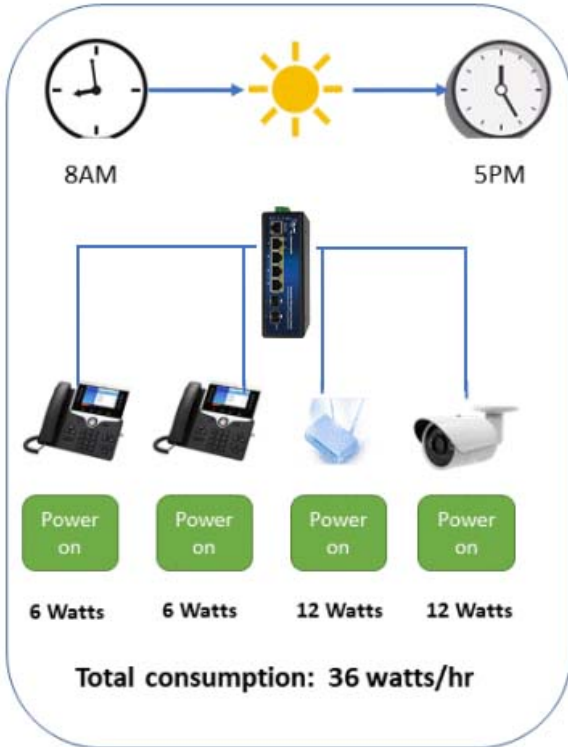 8AM
5PM
Power
on
Power
on
Power
on
Power
on
6 Watts
6 Watts
12 Watts
12 Watts
Total consumption: 36 watts/hr